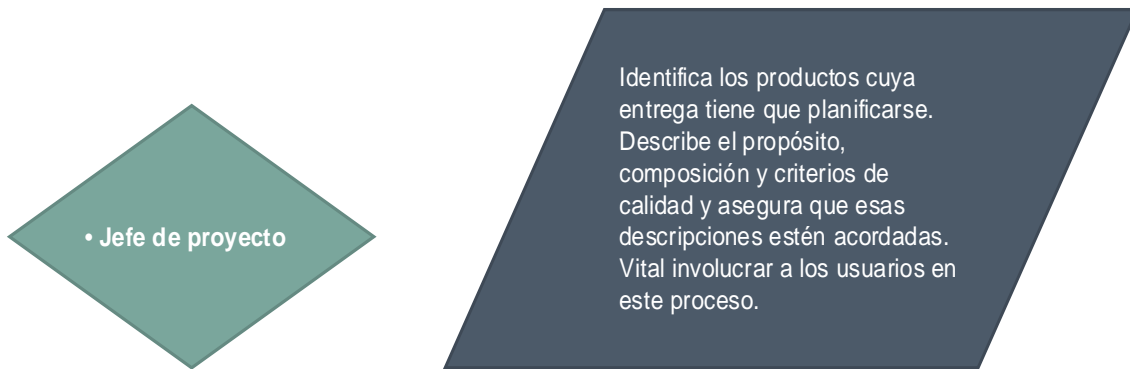 • Jefe de proyecto
Identifica los productos cuya
entrega tiene que planificarse.
Describe el propósito,
composición y criterios de
calidad y asegura que esas
descripciones estén acordadas.
Vital involucrar a los usuarios en
este proceso.